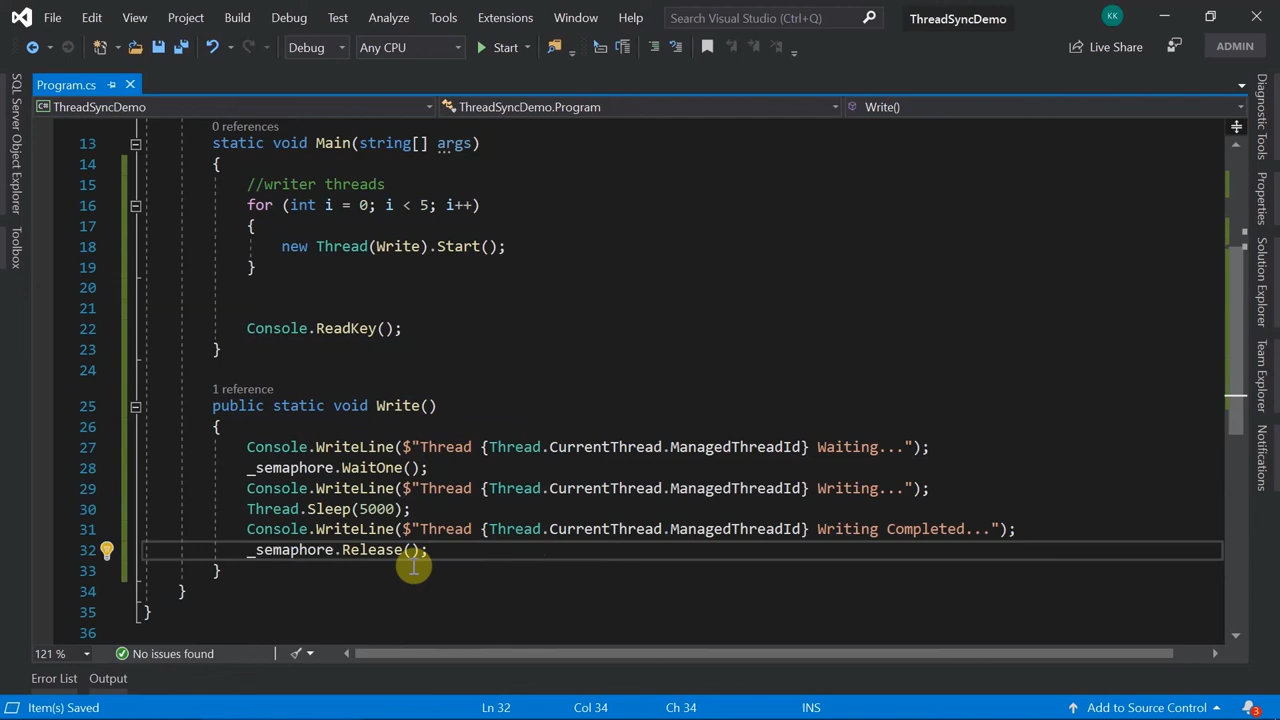 File Edit View Project Build Debug Test Analyze Tools Extensions Window Help Search Visual Studio (Ctrl+Q) ThreadSyncDemo KK
Debug Any CPU Start Live Share ADMIN
Program.cs
ThreadSyncDemo ThreadSyncDemo.Program Write()
0 references
13 static void Main(string[] args)
14 {
15 //writer threads
16 for (int i = 0; i < 5; i++)
17 {
18 new Thread(Write).Start();
19 }
20
21
22 Console.ReadKey();
23 }
24
1 reference
25 public static void Write()
26 {
27 Console.WriteLine($"Thread {Thread.CurrentThread.ManagedThreadId} Waiting...");
28 _semaphore.WaitOne();
29 Console.WriteLine($"Thread {Thread.CurrentThread.ManagedThreadId} Writing...");
30 Thread.Sleep(5000);
31 Console.WriteLine($"Thread {Thread.CurrentThread.ManagedThreadId} Writing Completed...");
32 _semaphore.Release();
33 }
34 }
35 }
36
121 % No issues found
Error List Output
Item(s) Saved Ln 32 Col 34 Ch 34 INS Add to Source Control 3
SQL Server Object Explorer
Toolbox
Diagnostic Tools
Properties
Solution Explorer
Team Explorer
Notifications